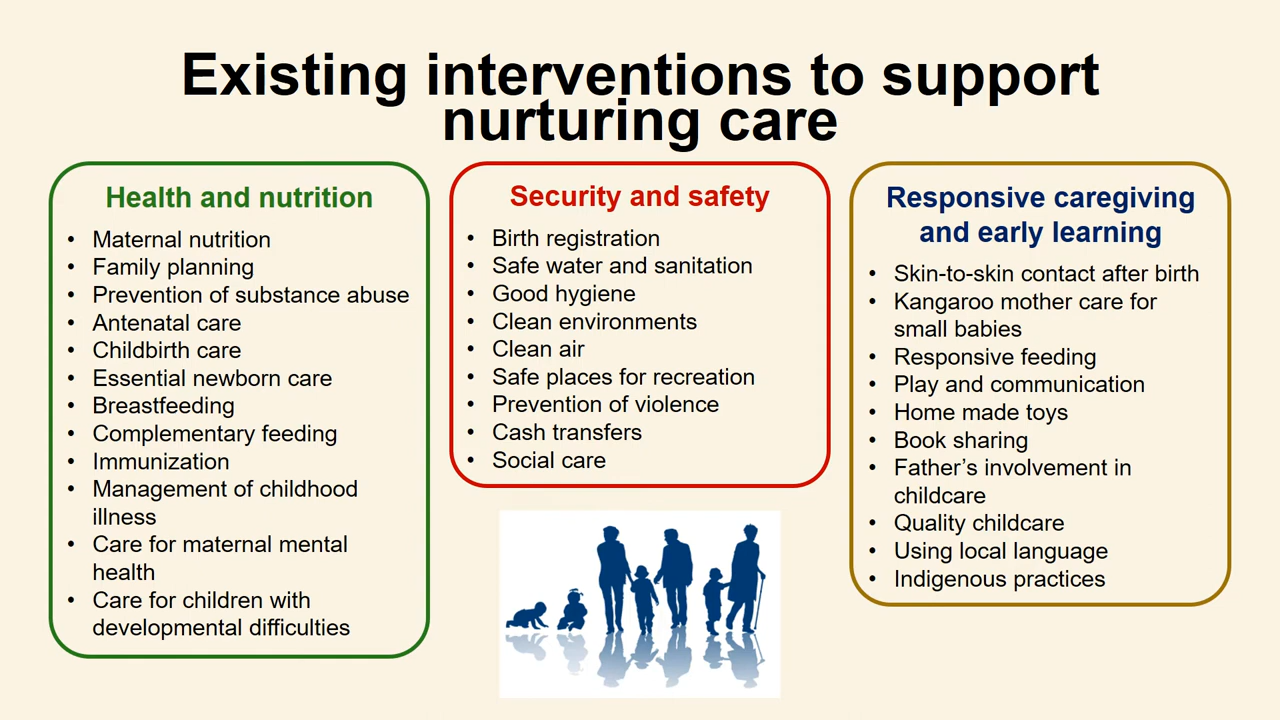 Existing interventions to support
nurturing care
Health and nutrition
• Maternal nutrition
• Family planning
• Prevention of substance abuse
• Antenatal care
• Childbirth care
• Essential newborn care
• Breastfeeding
• Complementary feeding
• Immunization
• Management of childhood
illness
• Care for maternal mental
health
• Care for children with
developmental difficulties
Security and safety
• Birth registration
• Safe water and sanitation
• Good hygiene
• Clean environments
• Clean air
• Safe places for recreation
• Prevention of violence
• Cash transfers
• Social care
Responsive caregiving
and early learning
• Skin-to-skin contact after birth
• Kangaroo mother care for
small babies
• Responsive feeding
• Play and communication
• Home made toys
• Book sharing
• Father’s involvement in
childcare
• Quality childcare
• Using local language
• Indigenous practices